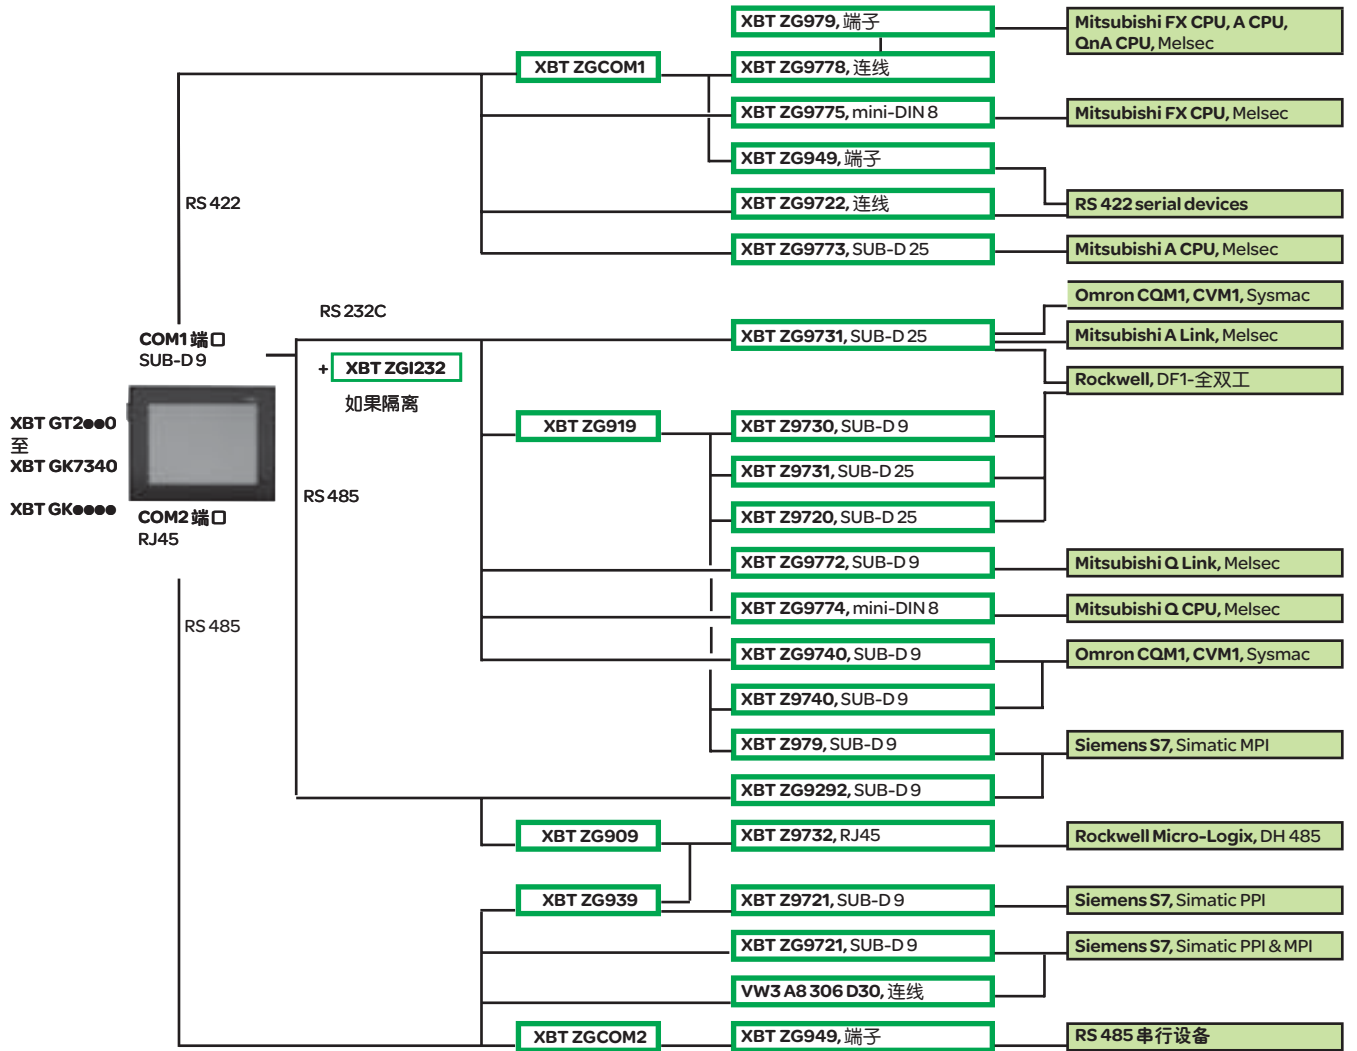 XBT ZG979, 端子
Mitsubishi FX CPU, A CPU,
QnA CPU, Melsec
XBT ZGCOM1
XBT ZG9778, 连线
XBT ZG9775, mini-DIN 8
Mitsubishi FX CPU, Melsec
XBT ZG949, 端子
RS 422
XBT ZG9722, 连线
RS 422 serial devices
XBT ZG9773, SUB-D 25
Mitsubishi A CPU, Melsec
Omron CQM1, CVM1, Sysmac
RS 232C
COM1 端口
SUB-D 9
XBT ZG9731, SUB-D 25
Mitsubishi A Link, Melsec
+ XBT ZGI232
Rockwell, DF1-全双工
如果隔离
XBT GT2●●0
至
XBT GK7340
XBT ZG919
XBT Z9730, SUB-D 9
XBT Z9731, SUB-D 25
RS 485
XBT GK●●●●
COM2 端口
RJ45
XBT Z9720, SUB-D 25
XBT ZG9772, SUB-D 9
Mitsubishi Q Link, Melsec
XBT ZG9774, mini-DIN 8
Mitsubishi Q CPU, Melsec
RS 485
XBT ZG9740, SUB-D 9
Omron CQM1, CVM1, Sysmac
XBT Z9740, SUB-D 9
XBT Z979, SUB-D 9
Siemens S7, Simatic MPI
XBT ZG9292, SUB-D 9
XBT ZG909
XBT Z9732, RJ45
Rockwell Micro-Logix, DH 485
XBT ZG939
XBT Z9721, SUB-D 9
Siemens S7, Simatic PPI
XBT ZG9721, SUB-D 9
Siemens S7, Simatic PPI & MPI
VW3 A8 306 D30, 连线
XBT ZGCOM2
XBT ZG949, 端子
RS 485 串行设备